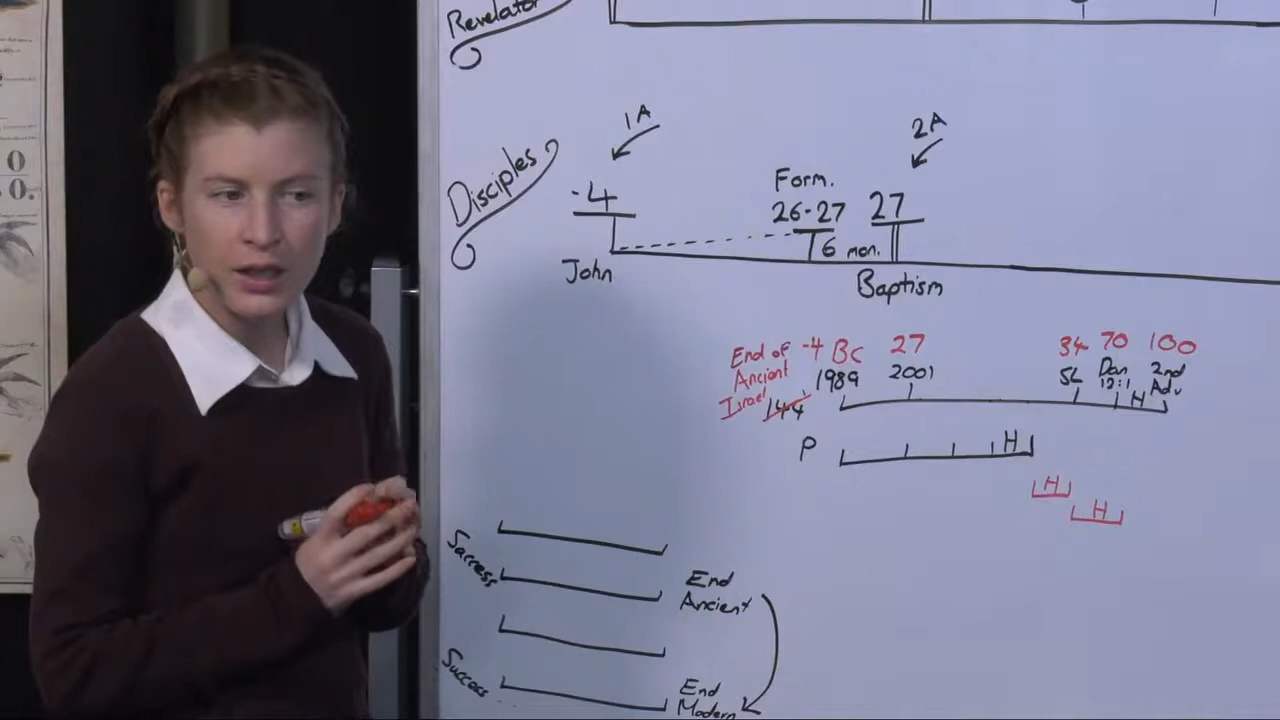 Revelator
1A
2A
Disciples
-4
Form.
26-27
27
6 mon.
John
Baptism
End of
Ancient
Israel
-4 BC
27
34
70
100
1989
2001
SL
Dan
12:1
2nd
Adv
144
H
P
H
H
H
Success
End
Ancient
Success
End
Modern
0
0.